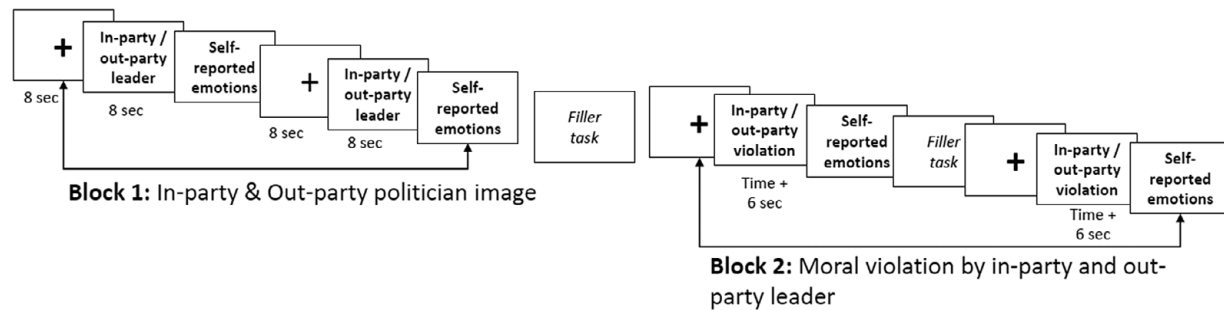 +
8 sec
In-party /
out-party
leader
8 sec
Self-
reported
emotions
+
8 sec
In-party /
out-party
leader
8 sec
Self-
reported
emotions
Block 1: In-party & Out-party politician image
Filler
task
+
In-party /
out-party
violation
Time +
6 sec
Self-
reported
emotions
Filler
task
+
In-party /
out-party
violation
Time +
6 sec
Self-
reported
emotions
Block 2: Moral violation by in-party and out-
party leader